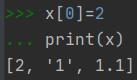 >>> x[0]=2
... print(x)
[2, '1', 1.1]